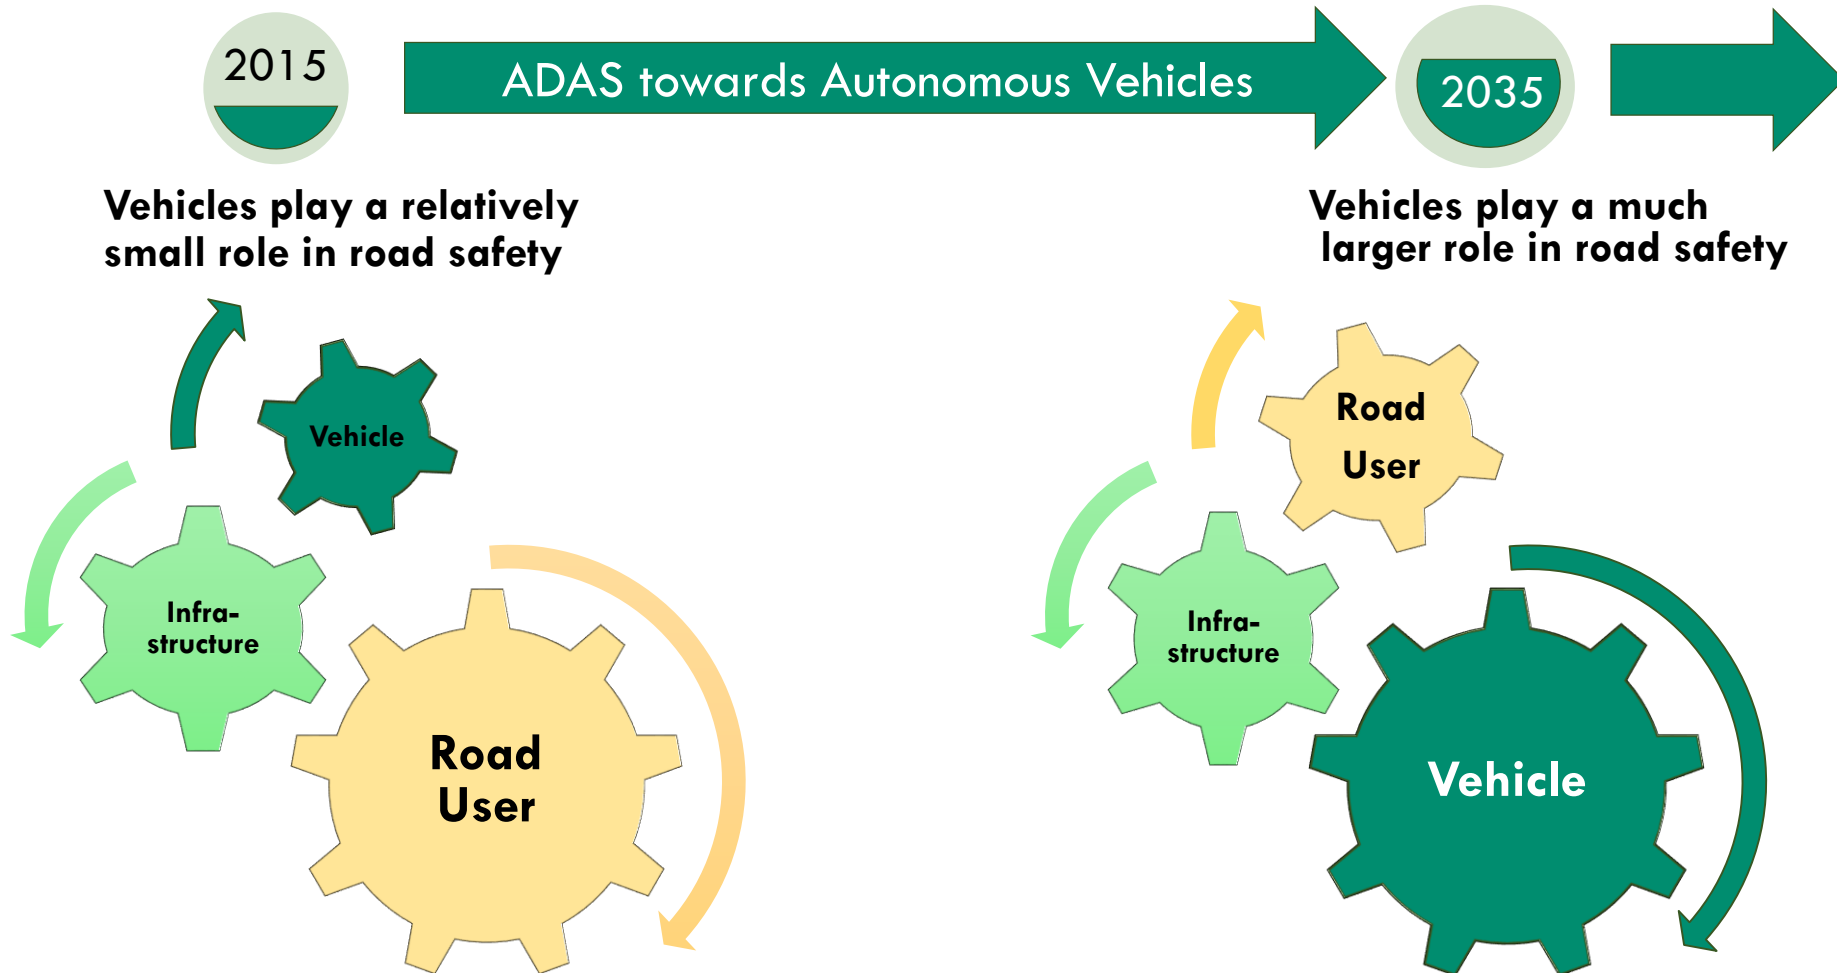 2015
ADAS towards Autonomous Vehicles
2035
Vehicles play a relatively
small role in road safety
Vehicles play a much
larger role in road safety
Vehicle
Infra-
structure
Road
User
Road
User
Infra-
structure
Vehicle